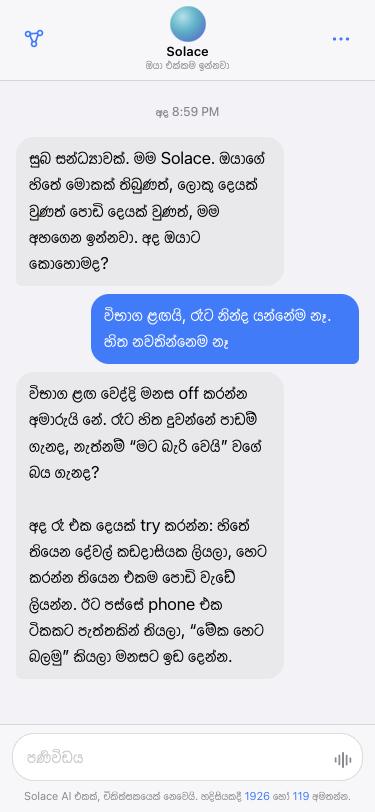 Solace
ඔයා එක්කම ඉන්නවා
අද 8:59 PM
සුබ සන්ධ්‍යාවක්. මම Solace. ඔයාගේ
හිතේ මොකක් තිබුණත්, ලොකු දෙයක්
වුණත් පොඩි දෙයක් වුණත්, මම
අහගෙන ඉන්නවා. අද ඔයාට
කොහොමද?
විභාග ළඟයි, රෑට නින්ද යන්නේම නෑ.
හිත නවතින්නෙම නෑ
විභාග ළඟ වෙද්දි මනස off කරන්න
අමාරුයි නේ. රෑට හිත දුවන්නේ පාඩම්
ගැනද, නැත්නම් “මට බැරි වෙයි” වගේ
බය ගැනද?
අද රෑ එක දෙයක් try කරන්න: හිතේ
තියෙන දේවල් කඩදාසියක ලියලා, හෙට
කරන්න තියෙන එකම පොඩි වැඩේ
ලියන්න. ඊට පස්සේ phone එක
ටිකකට පැත්තකින් තියලා, “මේක හෙට
බලමු” කියලා මනසට ඉඩ දෙන්න.
පණිවිඩය
Solace AI එකක්, චිකිත්සකයෙක් නෙවෙයි. හදිසියකදී 1926 හෝ 119 අමතන්න.